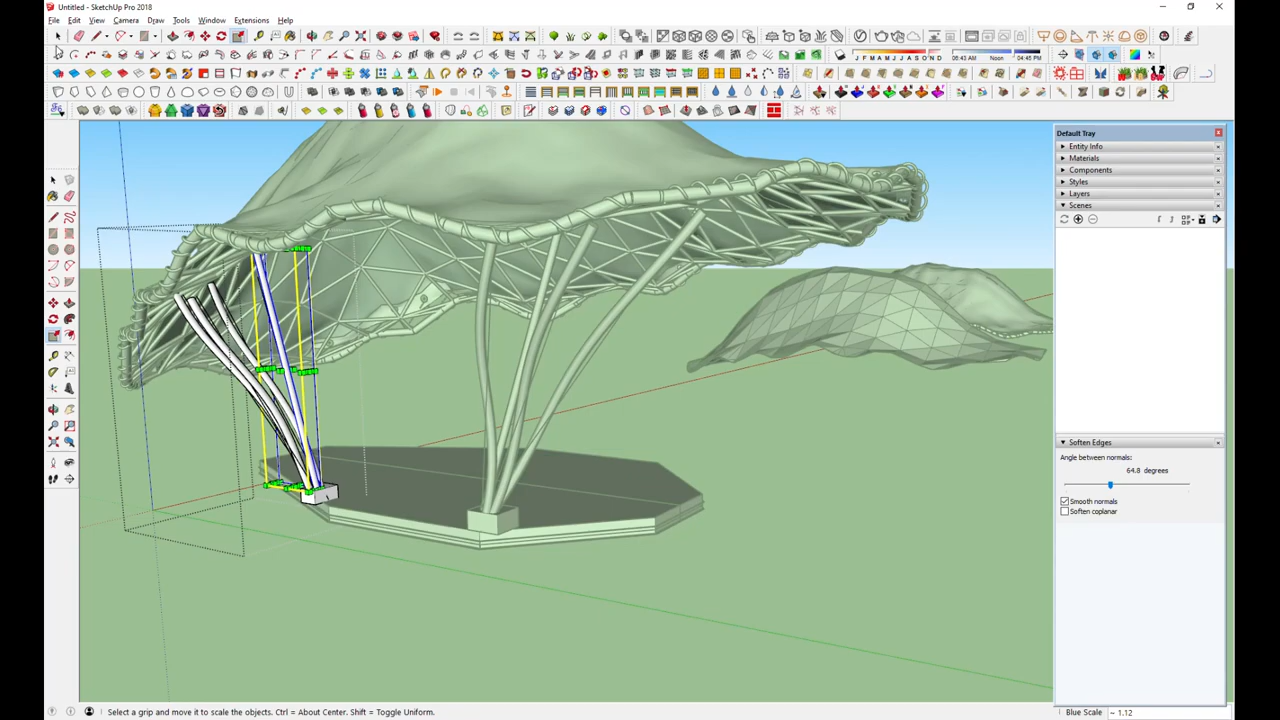 Untitled - SketchUp Pro 2018
File Edit View Camera Draw Tools Window Extensions Help
J F M A M J J A S O N D 06:43 AM Noon 04:45 PM
Default Tray
Entity Info
Materials
Components
Styles
Layers
Scenes
Soften Edges
Angle between normals:
64.8 degrees
Smooth normals
Soften coplanar
Select a grip and move it to scale the objects. Ctrl = About Center. Shift = Toggle Uniform.
Blue Scale ~ 1.12